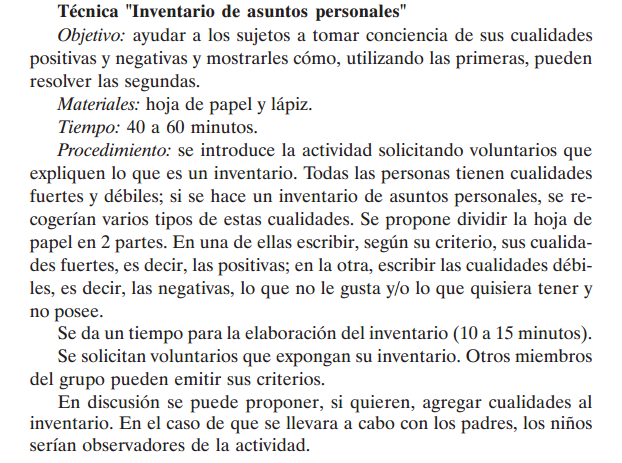 Técnica "Inventario de asuntos personales"
Objetivo: ayudar a los sujetos a tomar conciencia de sus cualidades
positivas y negativas y mostrarles cómo, utilizando las primeras, pueden
resolver las segundas.
Materiales: hoja de papel y lápiz.
Tiempo: 40 a 60 minutos.
Procedimiento: se introduce la actividad solicitando voluntarios que
expliquen lo que es un inventario. Todas las personas tienen cualidades
fuertes y débiles; si se hace un inventario de asuntos personales, se re-
cogerían varios tipos de estas cualidades. Se propone dividir la hoja de
papel en 2 partes. En una de ellas escribir, según su criterio, sus cualida-
des fuertes, es decir, las positivas; en la otra, escribir las cualidades débi-
les, es decir, las negativas, lo que no le gusta y/o lo que quisiera tener y
no posee.
Se da un tiempo para la elaboración del inventario (10 a 15 minutos).
Se solicitan voluntarios que expongan su inventario. Otros miembros
del grupo pueden emitir sus criterios.
En discusión se puede proponer, si quieren, agregar cualidades al
inventario. En el caso de que se llevara a cabo con los padres, los niños
serían observadores de la actividad.